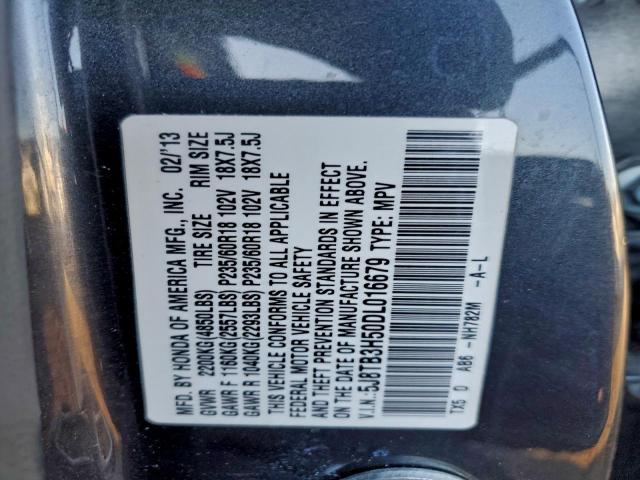 MFD. BY HONDA OF AMERICA MFG., INC. 02/'13
GVWR 2200KG(4850LBS) TIRE SIZE RIM SIZE
GAWR F 1160KG(2557LBS) P235/60R18 102V 18X7.5J
GAWR R 1040KG(2293LBS) P235/60R18 102V 18X7.5J
THIS VEHICLE CONFORMS TO ALL APPLICABLE
FEDERAL MOTOR VEHICLE SAFETY
AND THEFT PREVENTION STANDARDS IN EFFECT
ON THE DATE OF MANUFACTURE SHOWN ABOVE.
V.I.N.:5J8TB3H50DL016679 TYPE: MPV
TX5 D AB6 -NH782M -A-L